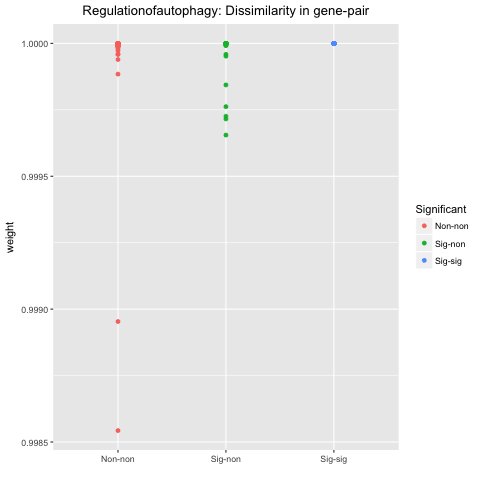 Regulationofautophagy: Dissimilarity in gene-pair
1.0000
0.9995
0.9990
0.9985
weight
Non-non
Sig-non
Sig-sig
Significant
Non-non
Sig-non
Sig-sig